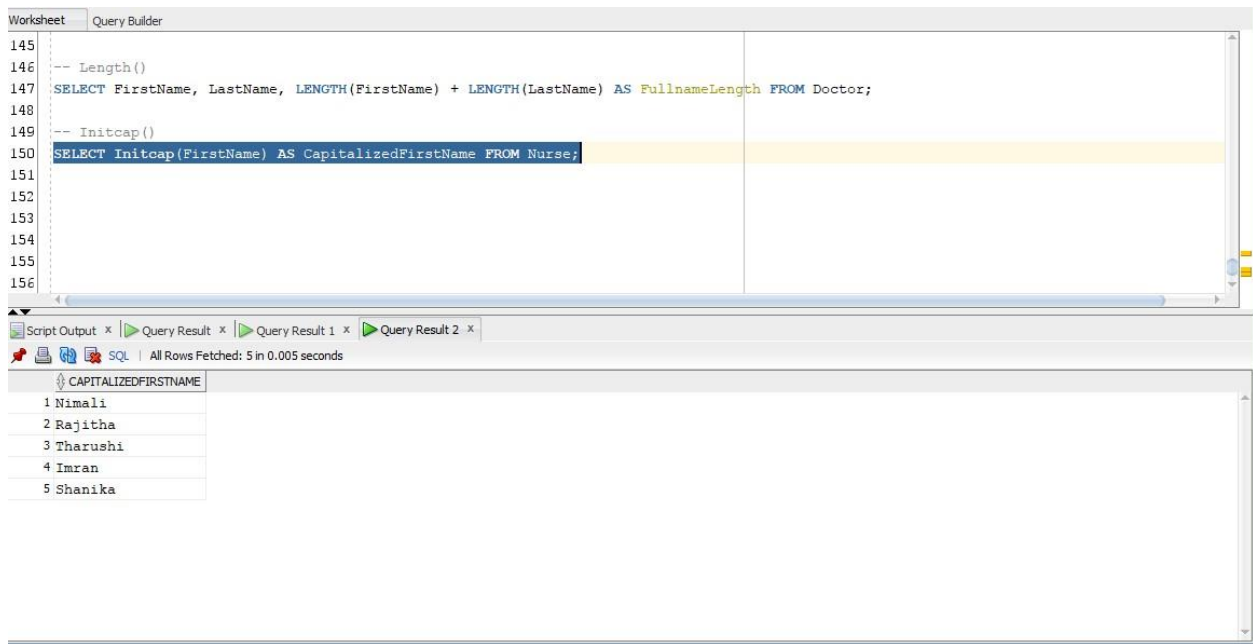 Worksheet Query Builder
145
146 -- Length()
147 SELECT FirstName, LastName, LENGTH(FirstName) + LENGTH(LastName) AS FullnameLength FROM Doctor;
148
149 -- Initcap()
150 SELECT Initcap(FirstName) AS CapitalizedFirstName FROM Nurse;
151
152
153
154
155
156
Script Output x Query Result x Query Result 1 x Query Result 2 x
SQL | All Rows Fetched: 5 in 0.005 seconds
CAPITALIZEDFIRSTNAME
1 Nimali
2 Rajitha
3 Tharushi
4 Imran
5 Shanika